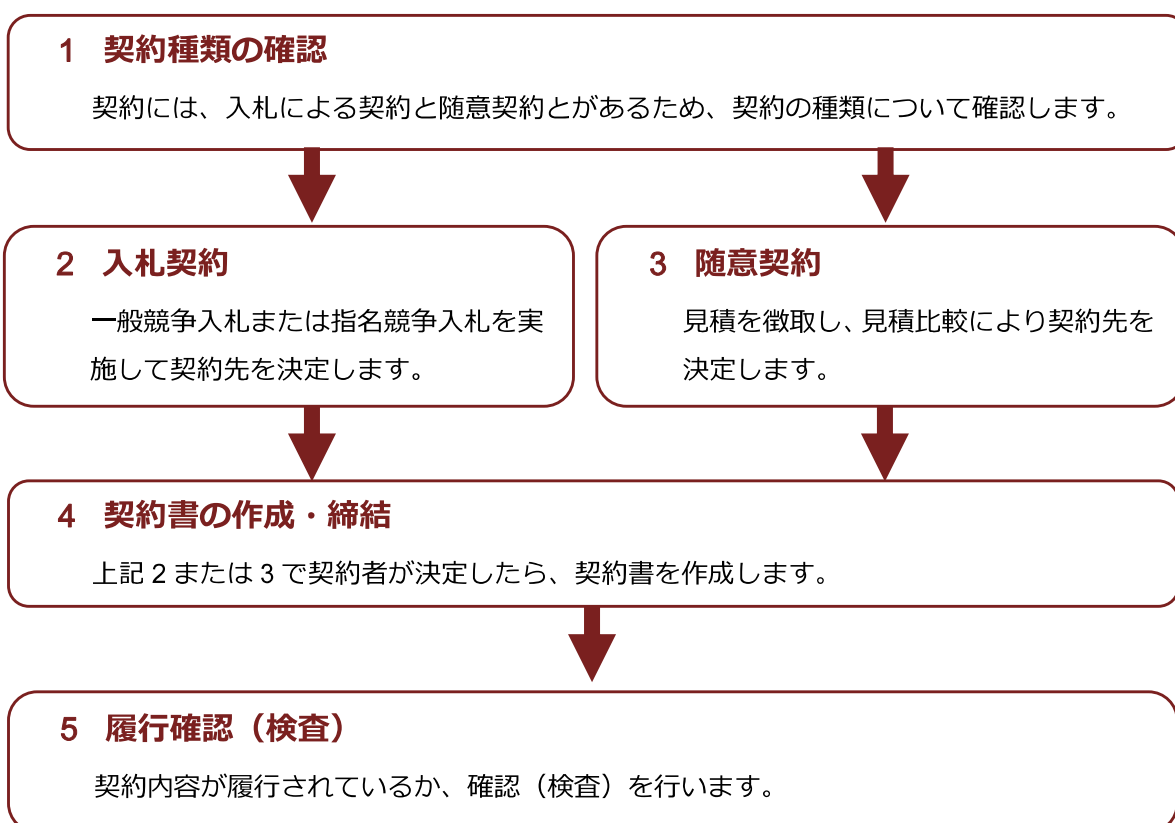 1 契約種類の確認
契約には、入札による契約と随意契約とがあるため、契約の種類について確認します。
2 入札契約
一般競争入札または指名競争入札を実
施して契約先を決定します。
3 随意契約
見積を徴取し、見積比較により契約先を
決定します。
4 契約書の作成・締結
上記 2 または 3 で契約者が決定したら、契約書を作成します。
5 履行確認（検査）
契約内容が履行されているか、確認（検査）を行います。